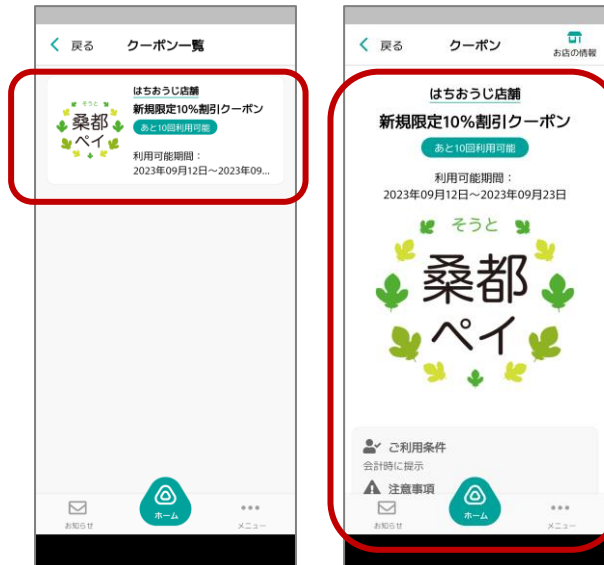 戻る
クーポン一覧
はちおうじ店舗
新規限定10%割引クーポン
あと10回利用可能
利用可能期間：
2023年09月12日～2023年09...
そうと
桑都
ペイ
お知らせ
ホーム
メニュー
戻る
クーポン
お店の情報
はちおうじ店舗
新規限定10%割引クーポン
あと10回利用可能
利用可能期間：
2023年09月12日～2023年09月23日
そうと
桑都
ペイ
ご利用条件
会計時に提示
注意事項
お知らせ
ホーム
メニュー